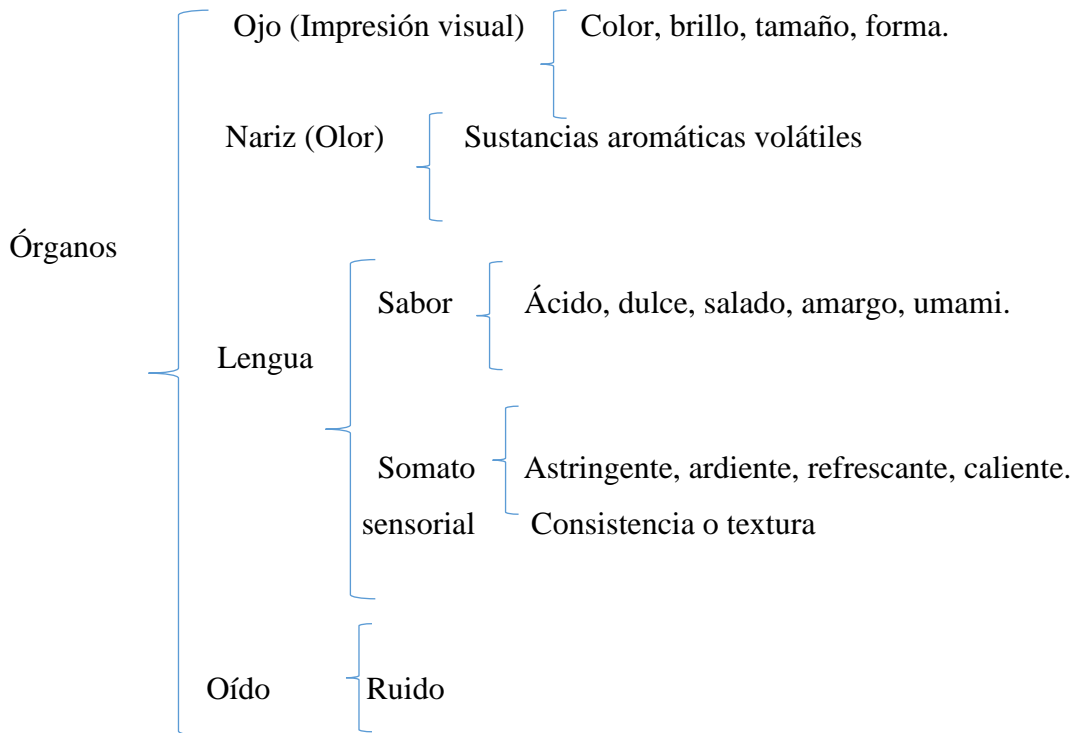 Ojo (Impresión visual) Color, brillo, tamaño, forma.
Nariz (Olor) Sustancias aromáticas volátiles
Órganos
Sabor Ácido, dulce, salado, amargo, umami.
Lengua
Somato Astringente, ardiente, refrescante, caliente.
sensorial Consistencia o textura
Oído Ruido